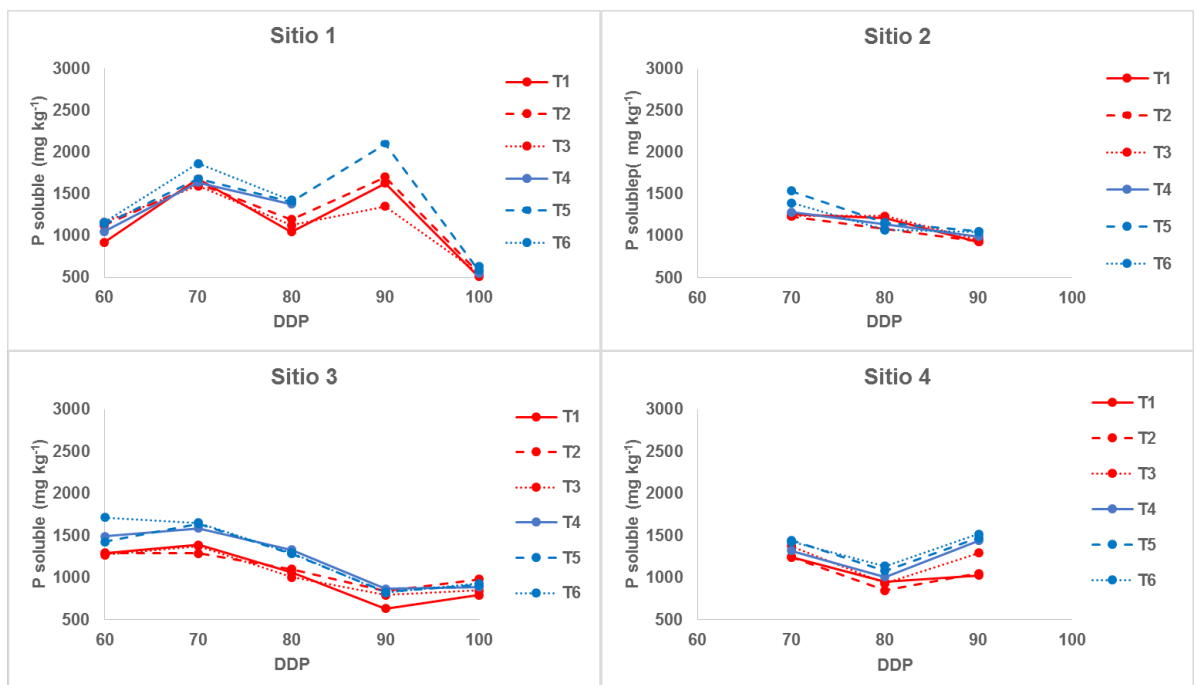 Sitio 1
P soluble (mg kg-1)
3000
2500
2000
1500
1000
500
60 70 80 90 100
DDP
T1
T2
T3
T4
T5
T6
Sitio 2
P solublep( mg kg-1)
3000
2500
2000
1500
1000
500
60 70 80 90 100
DDP
T1
T2
T3
T4
T5
T6
Sitio 3
P soluble (mg kg-1)
3000
2500
2000
1500
1000
500
60 70 80 90 100
DDP
T1
T2
T3
T4
T5
T6
Sitio 4
P soluble (mg kg-1)
3000
2500
2000
1500
1000
500
60 70 80 90 100
DDP
T1
T2
T3
T4
T5
T6